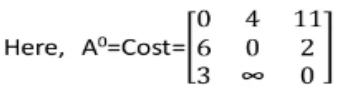 0 4 11
Here, A⁰=Cost= 6 0 2
3 ∞ 0